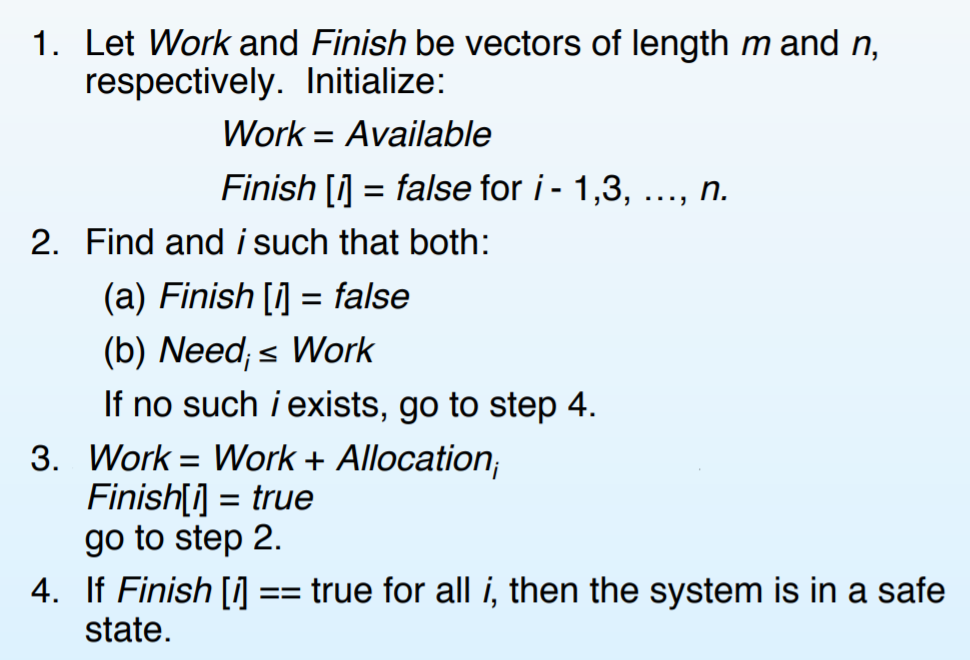 1. Let Work and Finish be vectors of length m and n,
respectively. Initialize:
Work = Available
Finish [i] = false for i - 1,3, …, n.
2. Find and i such that both:
(a) Finish [i] = false
(b) Needi ≤ Work
If no such i exists, go to step 4.
3. Work = Work + Allocationi
Finish[i] = true
go to step 2.
4. If Finish [i] == true for all i, then the system is in a safe
state.